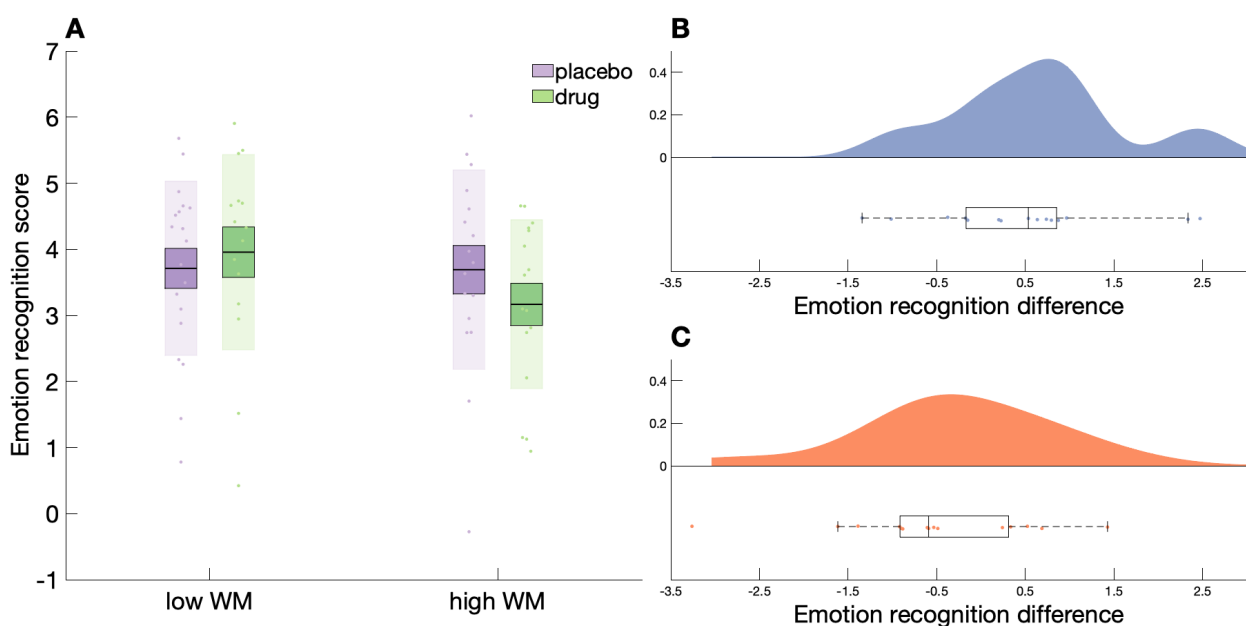 A
7
6
5
4
3
2
1
0
-1
Emotion recognition score
placebo
drug
low WM
high WM
B
0.4
0.2
0
-3.5 -2.5 -1.5 -0.5 0.5 1.5 2.5
Emotion recognition difference
C
0.4
0.2
0
-3.5 -2.5 -1.5 -0.5 0.5 1.5 2.5
Emotion recognition difference